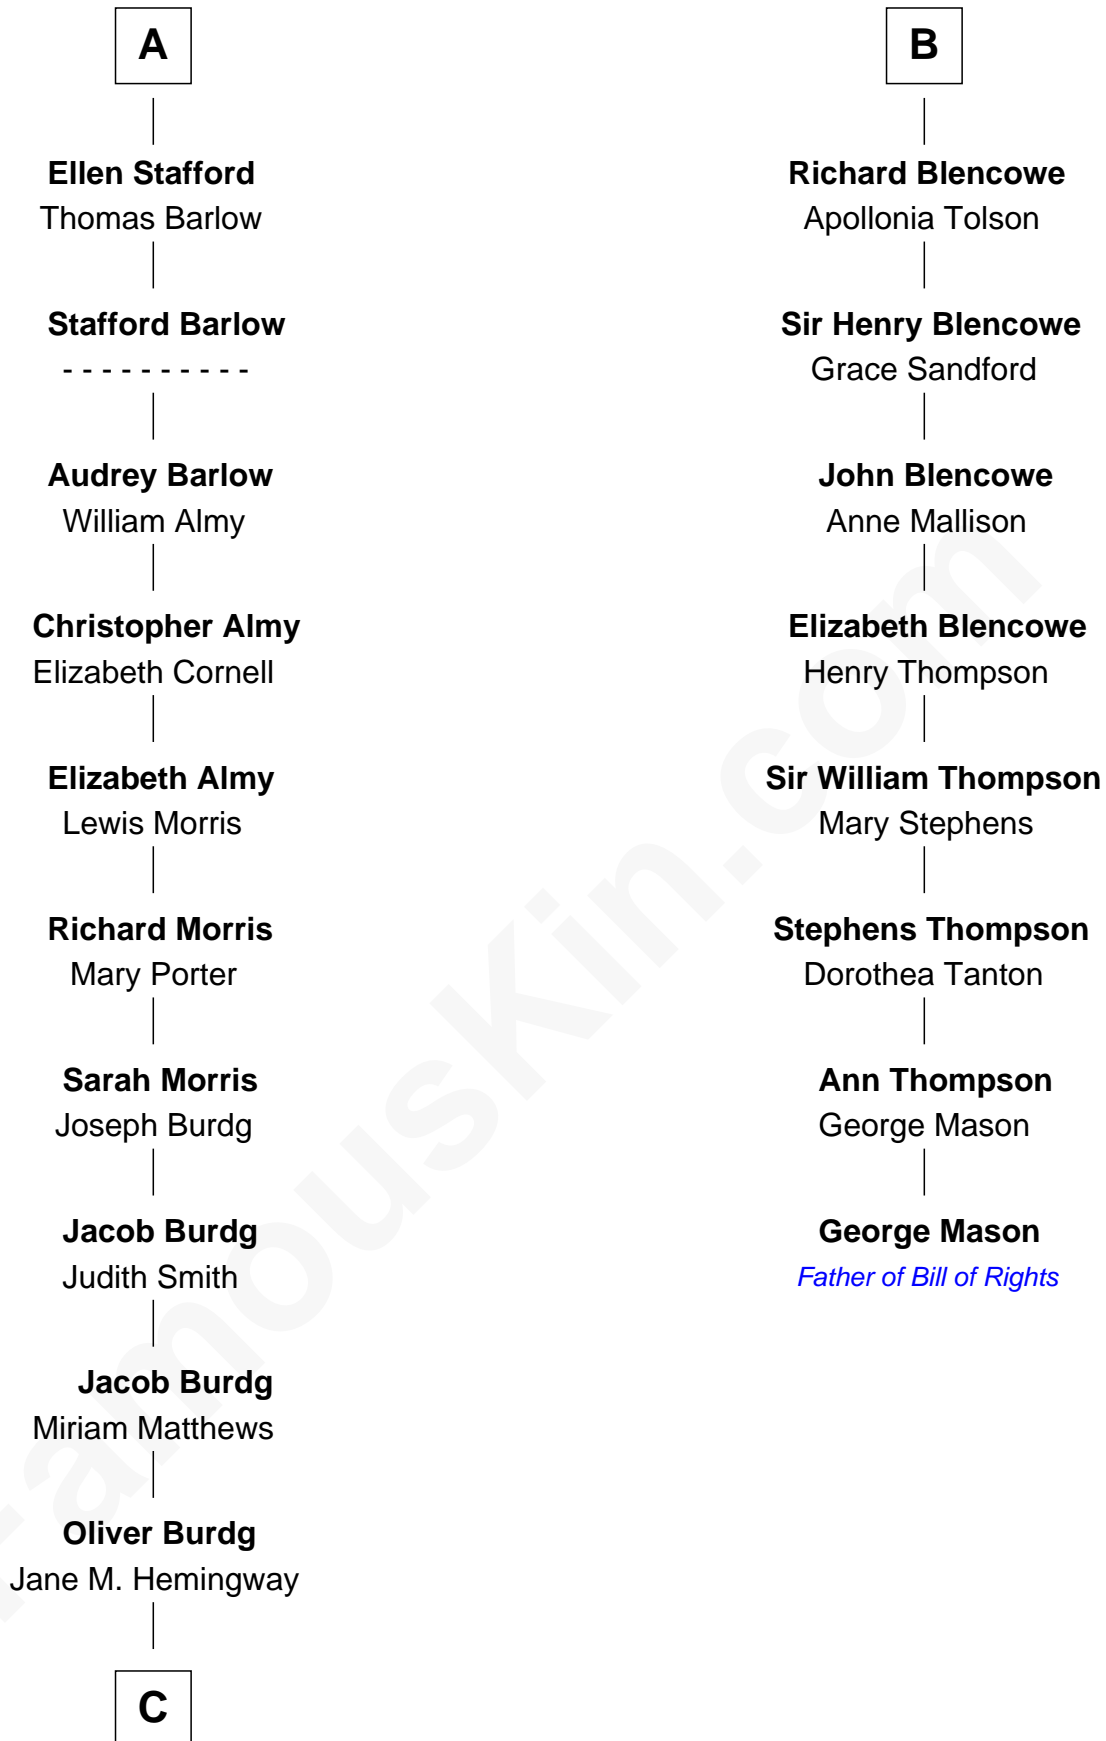 A
Ellen Stafford
Thomas Barlow
Stafford Barlow
- - - - - - - - - -
Audrey Barlow
William Almy
Christopher Almy
Elizabeth Cornell
Elizabeth Almy
Lewis Morris
Richard Morris
Mary Porter
Sarah Morris
Joseph Burdg
Jacob Burdg
Judith Smith
Jacob Burdg
Miriam Matthews
Oliver Burdg
Jane M. Hemingway
C
B
Richard Blencowe
Apollonia Tolson
Sir Henry Blencowe
Grace Sandford
John Blencowe
Anne Mallison
Elizabeth Blencowe
Henry Thompson
Sir William Thompson
Mary Stephens
Stephens Thompson
Dorothea Tanton
Ann Thompson
George Mason
George Mason
Father of Bill of Rights
FamousKin.com